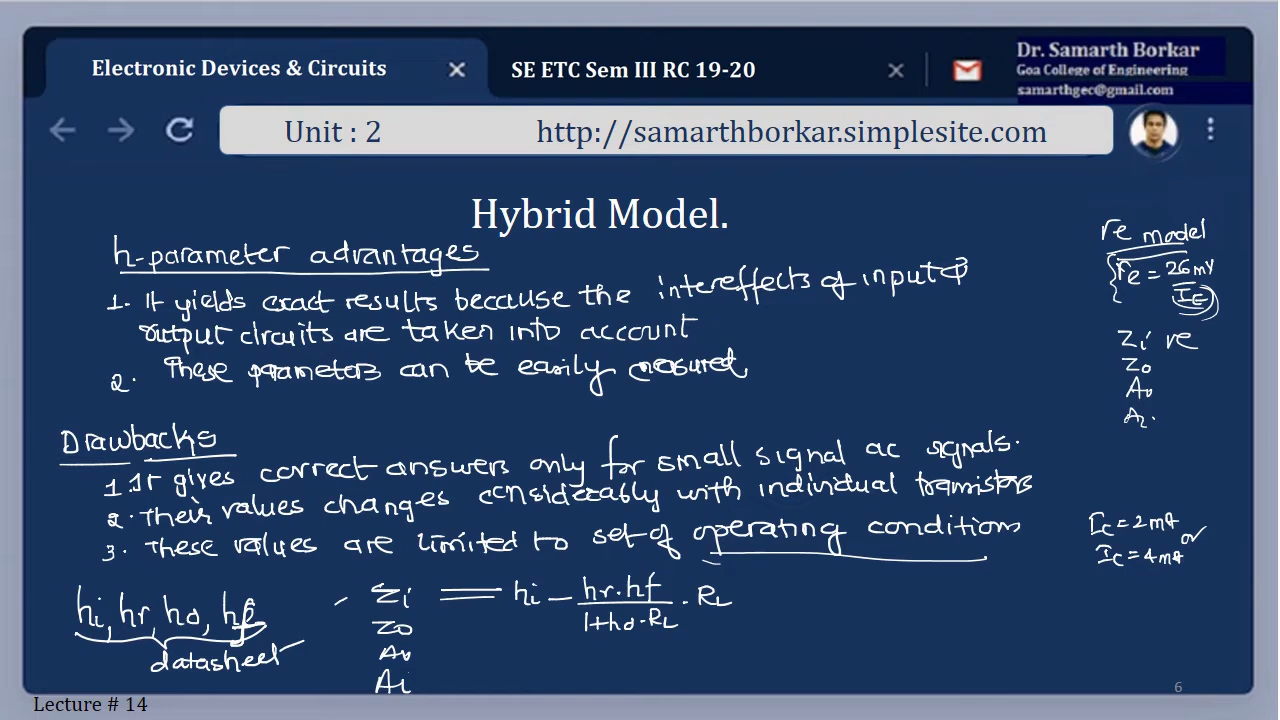 Electronic Devices & Circuits
SE ETC Sem III RC 19-20
Dr. Samarth Borkar
Goa College of Engineering
samarthgec@gmail.com
Unit : 2
http://samarthborkar.simplesite.com
Hybrid Model.
h-parameter advantages
1. It yields exact results because the intereffects of input &
output circuits are taken into account
2. These parameters can be easily measured
Drawbacks
1. It gives correct answers only for small signal ac signals.
2. Their values changes considerably with individual transistors
3. These values are limited to set of operating conditions
hi, hr, ho, hf
datasheet
Zi = hi - hr.hf / 1+ho.RL . RL
Zo
Av
Ai
re model
re = 26mV / IE
Zi re
Zo
Av
Ai
IC = 2mA or
IC = 4mA
6
Lecture # 14